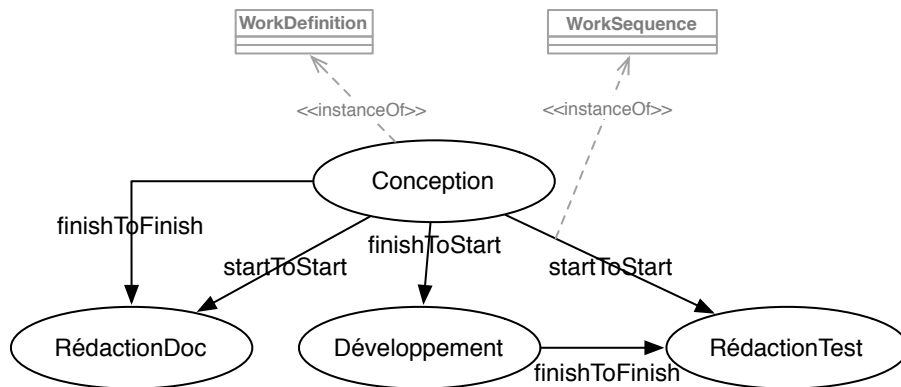 WorkDefinition
WorkSequence
<<instanceOf>>
<<instanceOf>>
Conception
finishToFinish
finishToStart
startToStart
startToStart
RédactionDoc
Développement
RédactionTest
finishToFinish